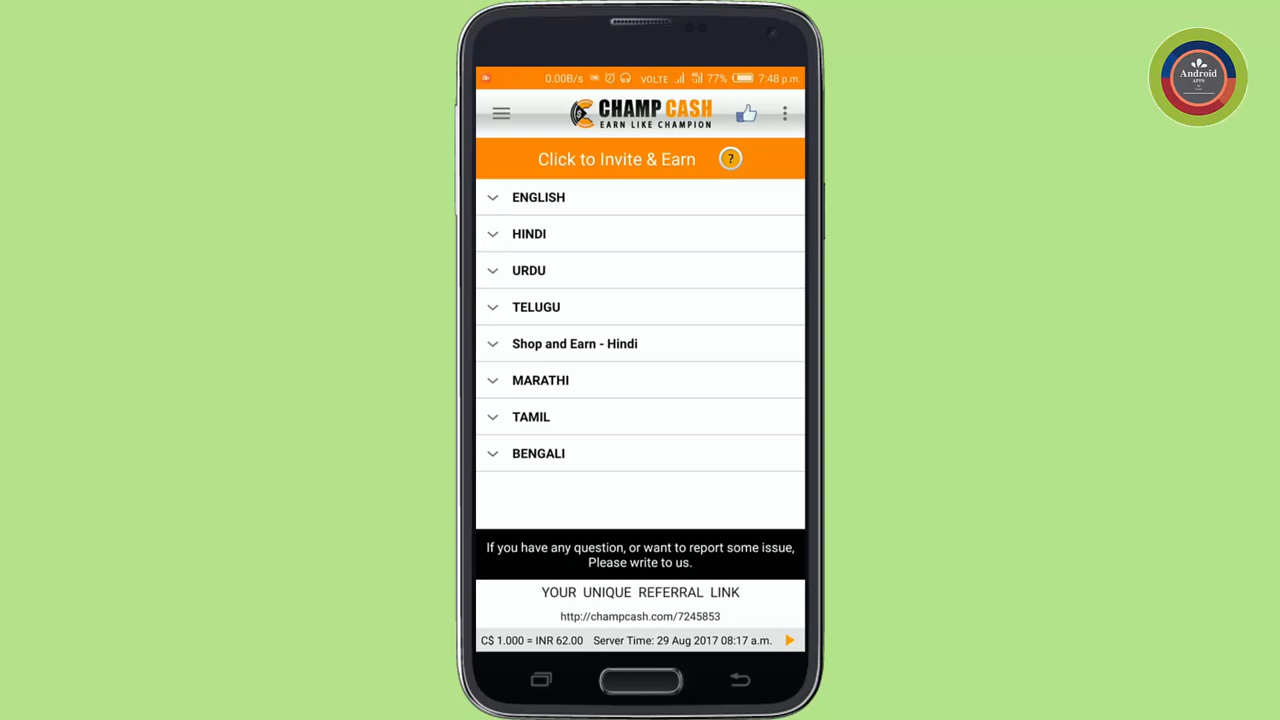 Android
APPS
0.00B/s VOLTE 77% 7:48 p.m.
CHAMP CASH
EARN LIKE CHAMPION
Click to Invite & Earn ?
ENGLISH
HINDI
URDU
TELUGU
Shop and Earn - Hindi
MARATHI
TAMIL
BENGALI
If you have any question, or want to report some issue,
Please write to us.
YOUR UNIQUE REFERRAL LINK
http://champcash.com/7245853
C$ 1.000 = INR 62.00 Server Time: 29 Aug 2017 08:17 a.m.